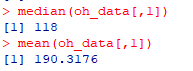 > median(oh_data[,1])
[1] 118
> mean(oh_data[,1])
[1] 190.3176